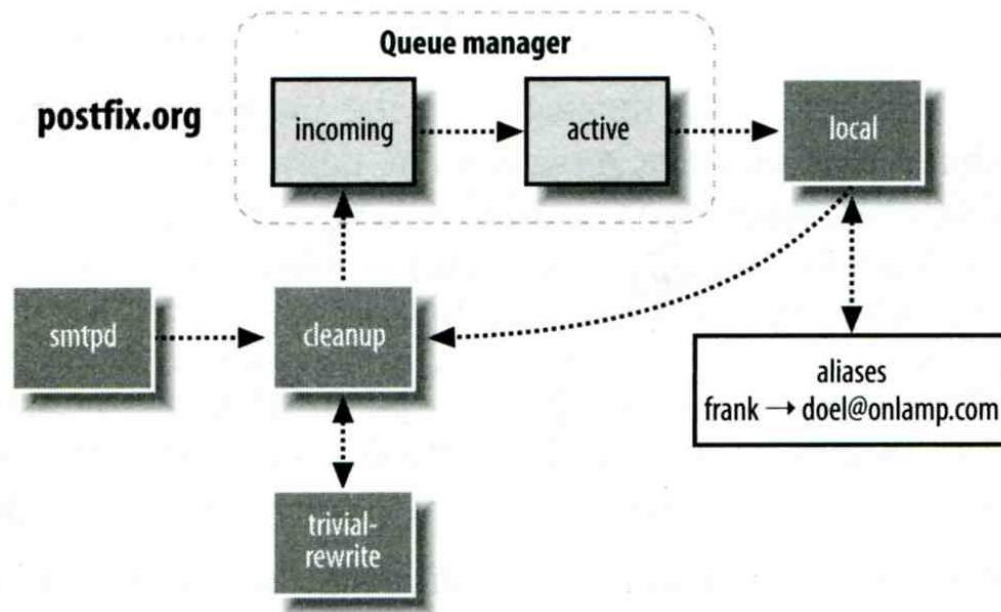 Queue manager
postfix.org
incoming
active
local
smtpd
cleanup
aliases
frank → doel@onlamp.com
trivial-
rewrite